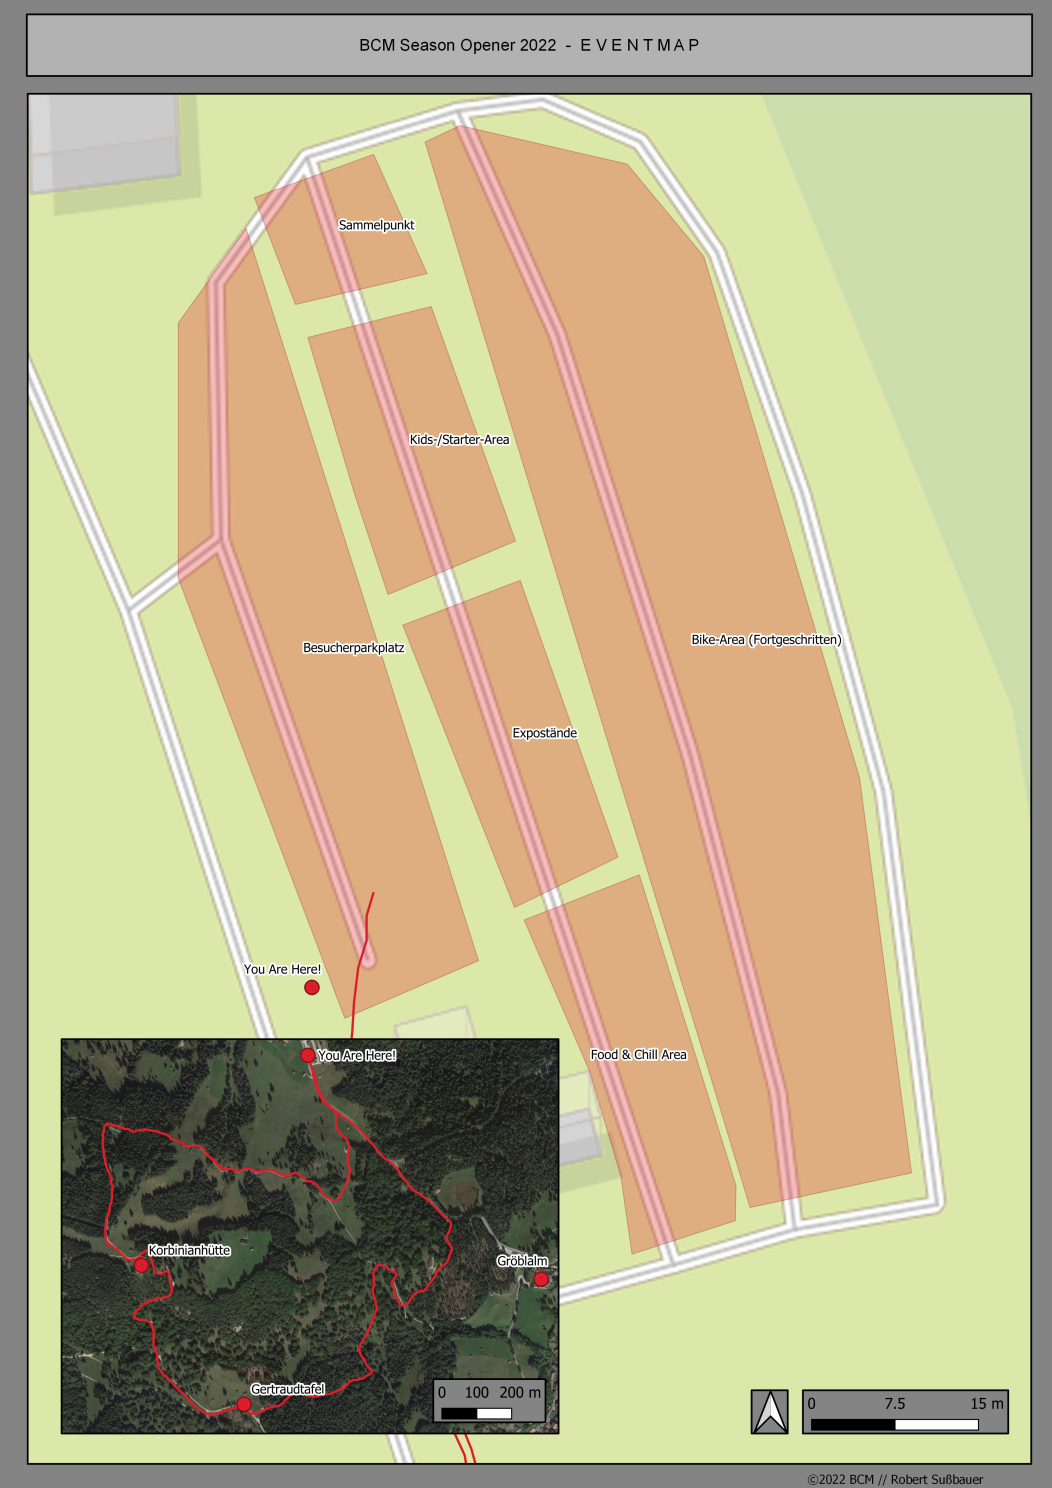 BCM Season Opener 2022 - E V E N T M A P
Sammelpunkt
Kids-/Starter-Area
Besucherparkplatz
Bike-Area (Fortgeschritten)
Expostände
You Are Here!
Food & Chill Area
You Are Here!
Korbinianhütte
Gröblalm
Gertraudtafel
0 100 200 m
0 7.5 15 m
©2022 BCM // Robert Sußbauer